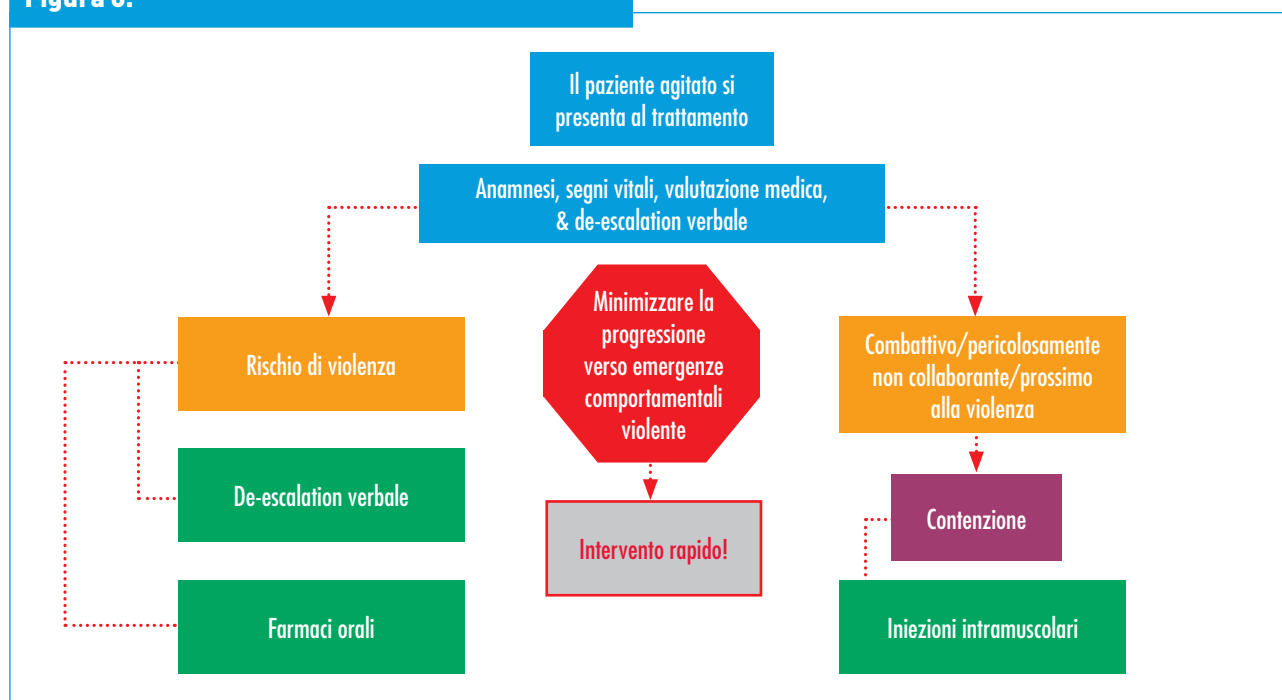 Figura 3.
Il paziente agitato si
presenta al trattamento
Anamnesi, segni vitali, valutazione medica,
& de-escalation verbale
Minimizzare la
progressione
verso emergenze
comportamentali
violente
Rischio di violenza
Combattivo/pericolosamente
non collaborante/prossimo
alla violenza
De-escalation verbale
Intervento rapido!
Contenzione
Farmaci orali
Iniezioni intramuscolari